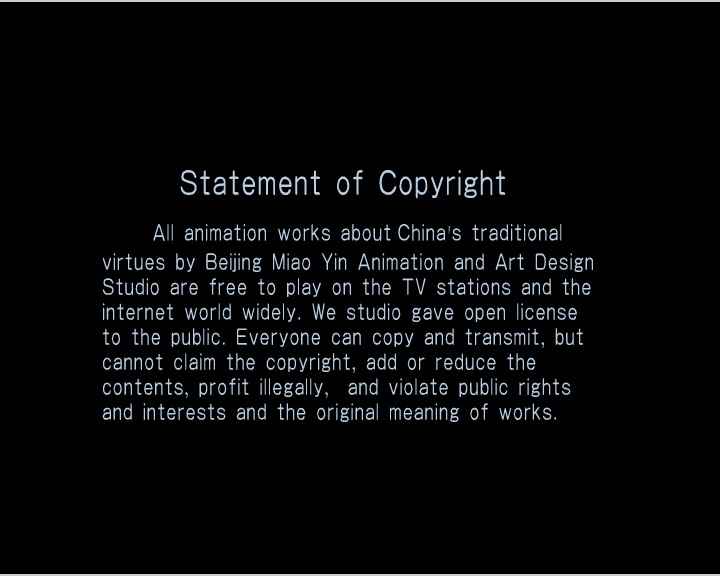 Statement of Copyright
All animation works about China's traditional
virtues by Beijing Miao Yin Animation and Art Design
Studio are free to play on the TV stations and the
internet world widely. We studio gave open license
to the public. Everyone can copy and transmit, but
cannot claim the copyright, add or reduce the
contents, profit illegally, and violate public rights
and interests and the original meaning of works.